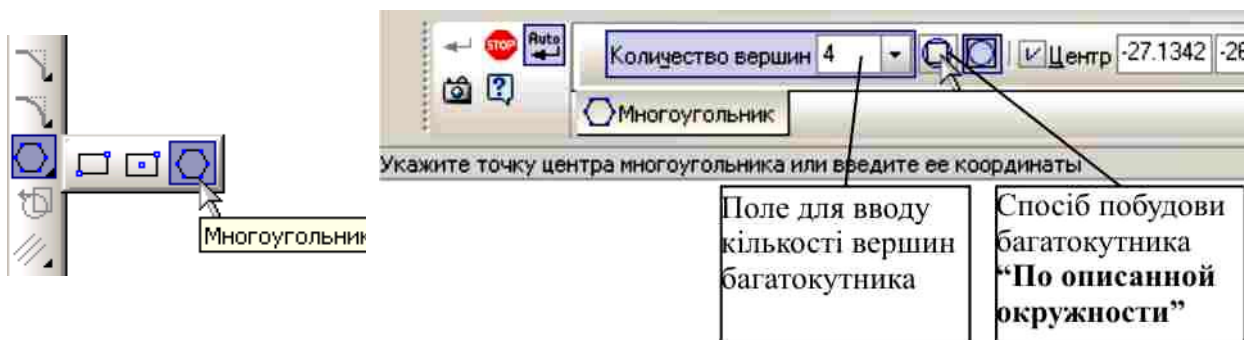 Многоугольник
STOP
Auto
Количество вершин 4
Центр -27.1342
Многоугольник
Укажите точку центра многоугольника или введите ее координаты
Поле для вводу
кількості вершин
багатокутника
Спосіб побудови
багатокутника
“По описанной
окружности”